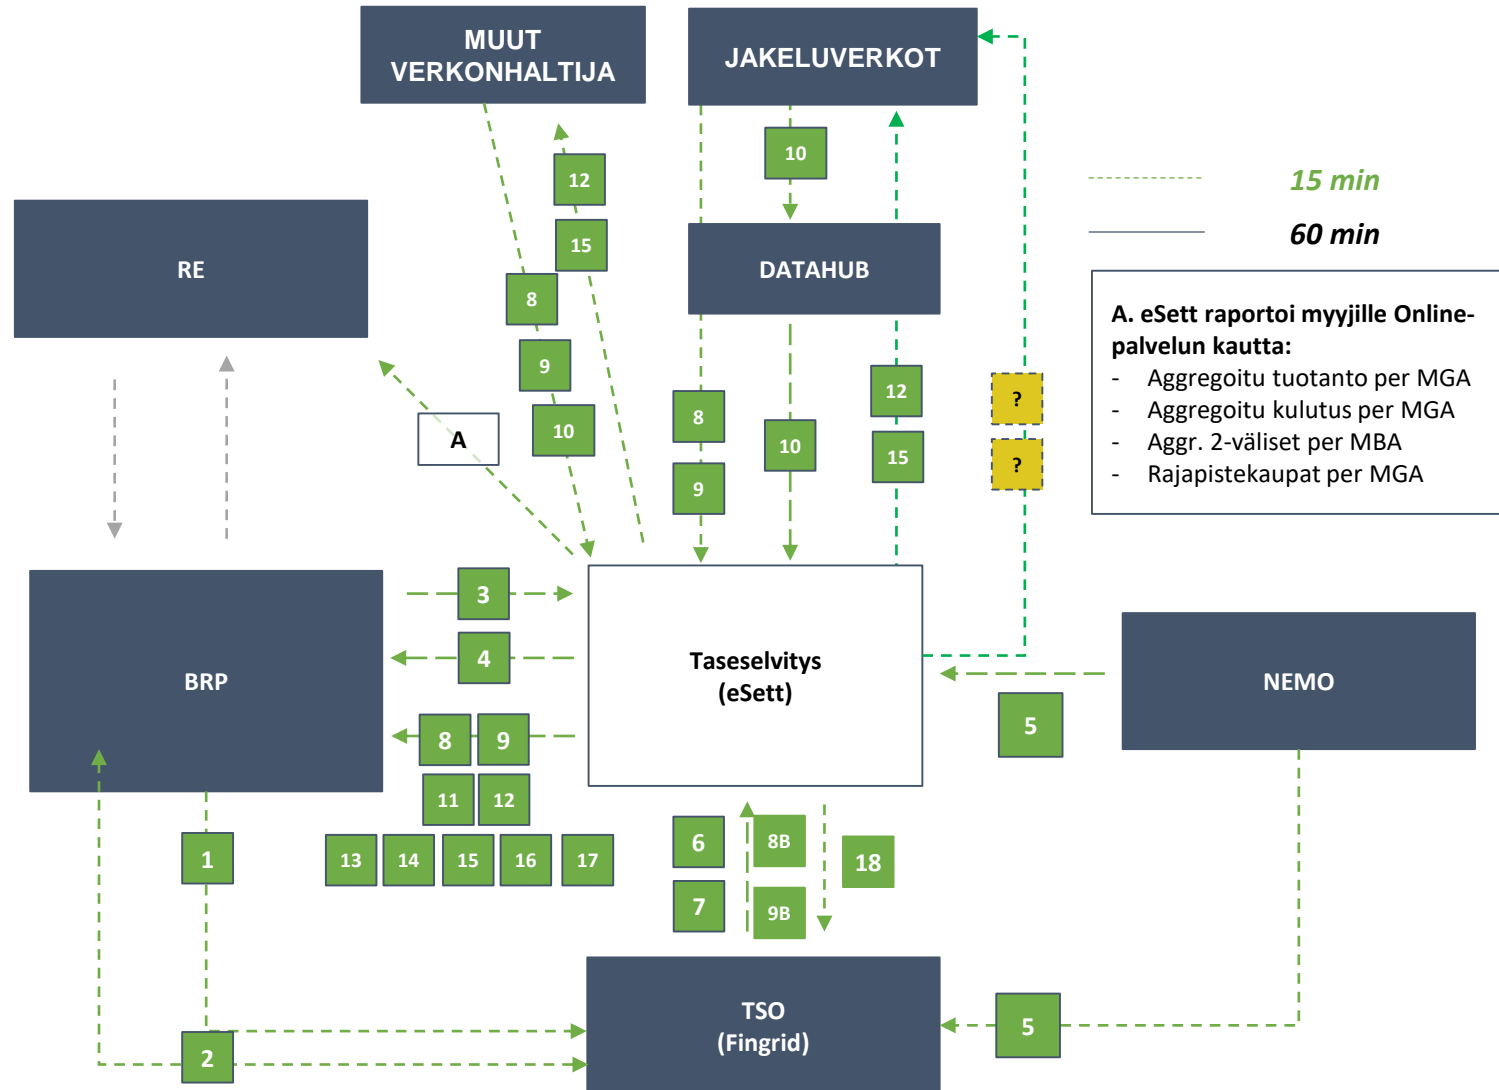 MUUT
VERKONHALTIJA
JAKELUVERKOT
10
12
15 min
15
60 min
RE
DATAHUB
8
A. eSett raportoi myyjille Online-
palvelun kautta:
- Aggregoitu tuotanto per MGA
- Aggregoitu kulutus per MGA
- Aggr. 2-väliset per MBA
- Rajapistekaupat per MGA
9
12
?
8
10
A
10
15
?
9
3
4
BRP
Taseselvitys
(eSett)
NEMO
5
8 9
11 12
13 14 15 16 17
1
6
8B
18
7
9B
TSO
(Fingrid)
5
2